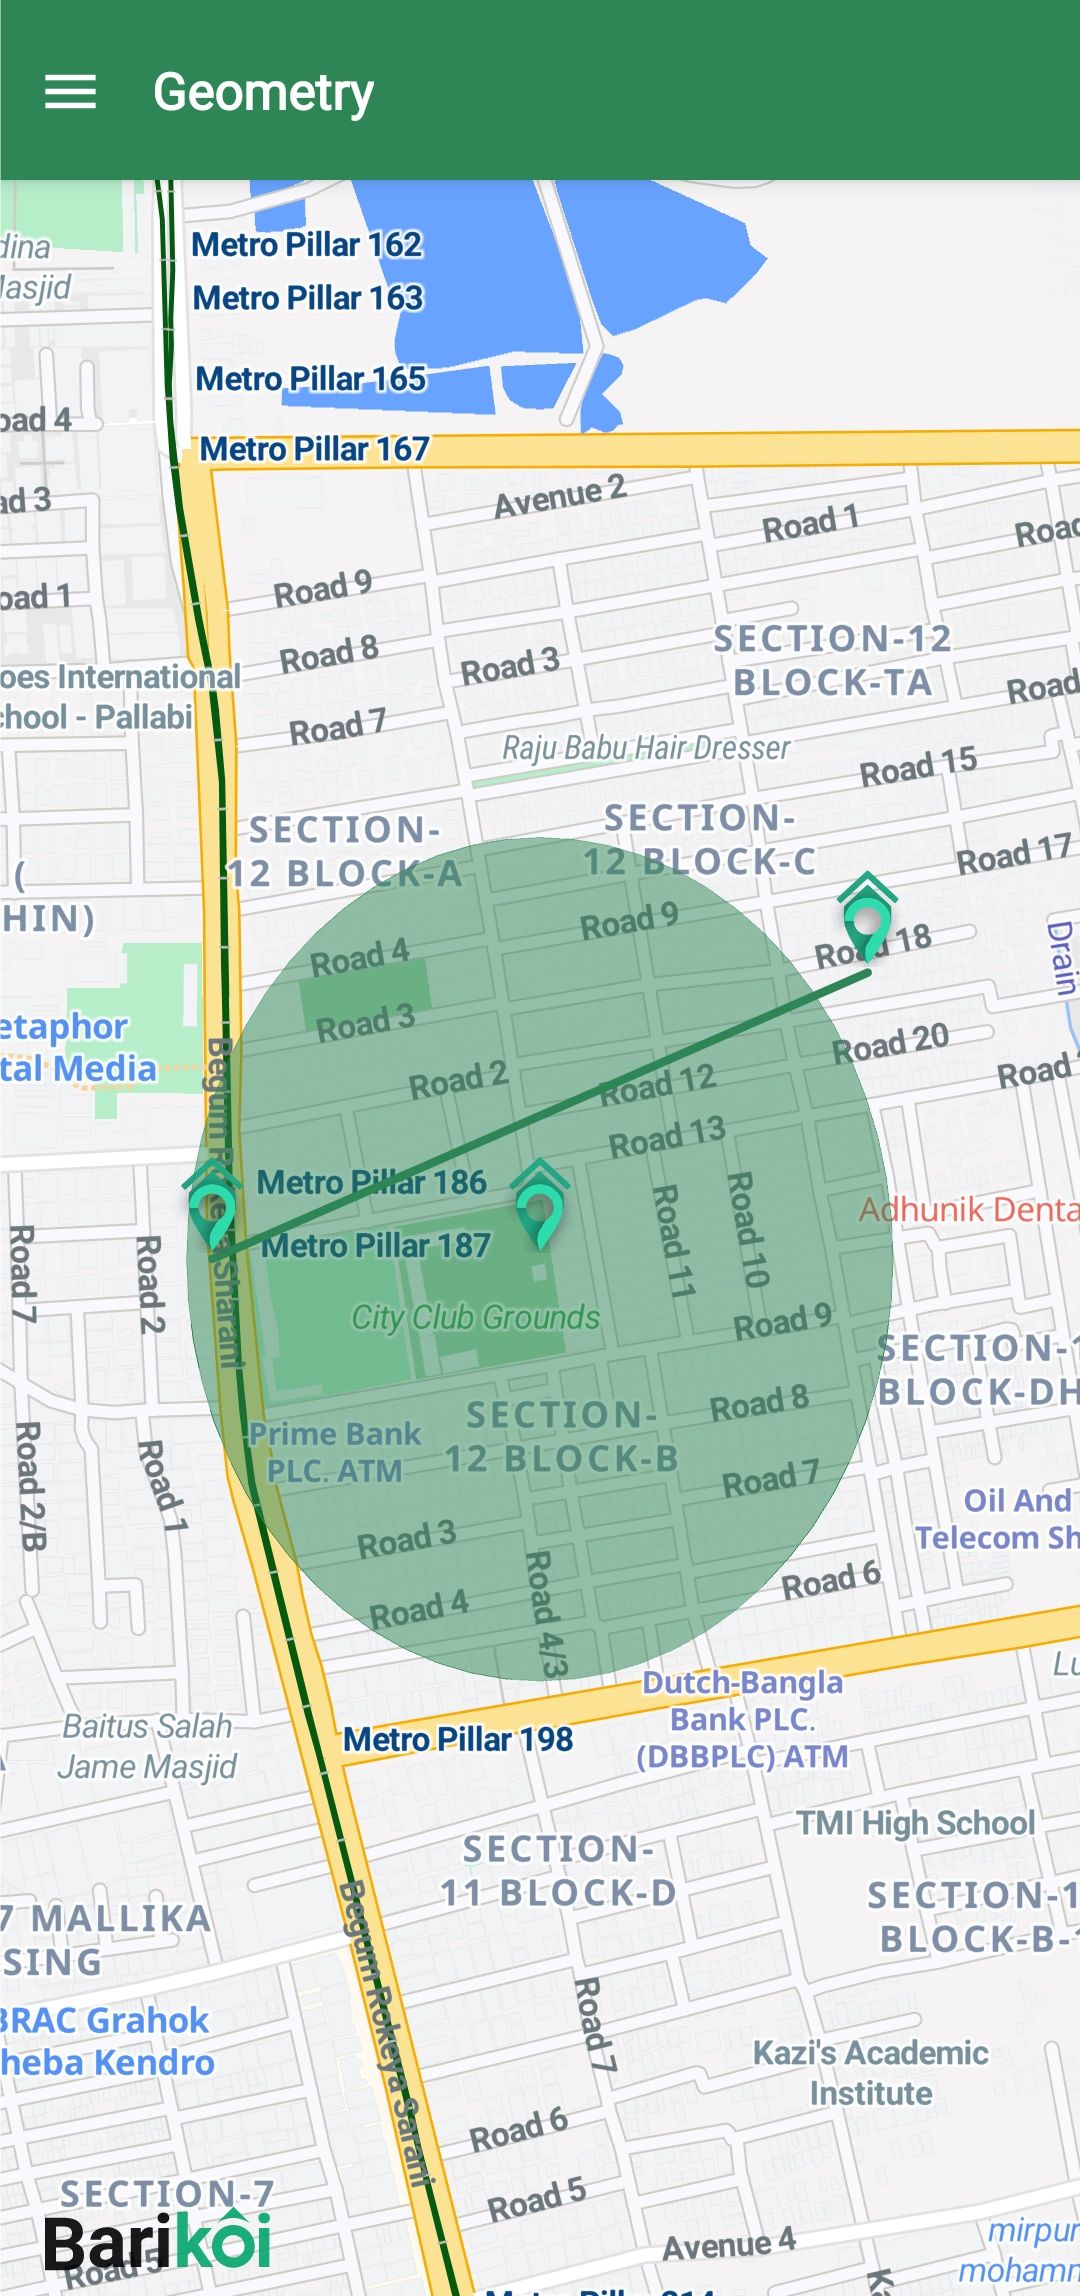 Geometry
Metro Pillar 162
dina
Masjid
Metro Pillar 163
Metro Pillar 165
oad 4
Metro Pillar 167
ad 3
Avenue 2
Road 1
Road
Road 9
oad 1
SECTION-12
BLOCK-TA
Road 8
Road 3
oes International
chool - Pallabi
Road
Road 7
Raju Babu Hair Dresser
Road 15
SECTION-
12 BLOCK-A
SECTION-
12 BLOCK-C
Road 17
(
HIN)
Road 9
Road 4
Road 18
Drain
Road 3
etaphor
tal Media
Road 20
Road
Road 2
Road 12
Road 13
Begum Rokeya Sharani
Metro Pillar 186
Metro Pillar 187
Road 11
Road 10
Adhunik Denta
Road 7
Road 2
City Club Grounds
Road 9
SECTION-1
BLOCK-DH
Road 8
SECTION-
12 BLOCK-B
Prime Bank
PLC. ATM
Road 2/B
Road 1
Road 7
Oil And
Telecom Sh
Road 3
Road 4/3
Road 6
Road 4
Lu
Dutch-Bangla
Bank PLC.
(DBBPLC) ATM
Baitus Salah
Jame Masjid
Metro Pillar 198
TMI High School
SECTION-
11 BLOCK-D
SECTION-1
BLOCK-B-1
7 MALLIKA
SING
Begum Rokeya Sarani
Road 7
BRAC Grahok
heba Kendro
Kazi's Academic
Institute
Road 6
Road 5
SECTION-7
Barikôi
Road 5
Avenue 4
mirpur
mohamm